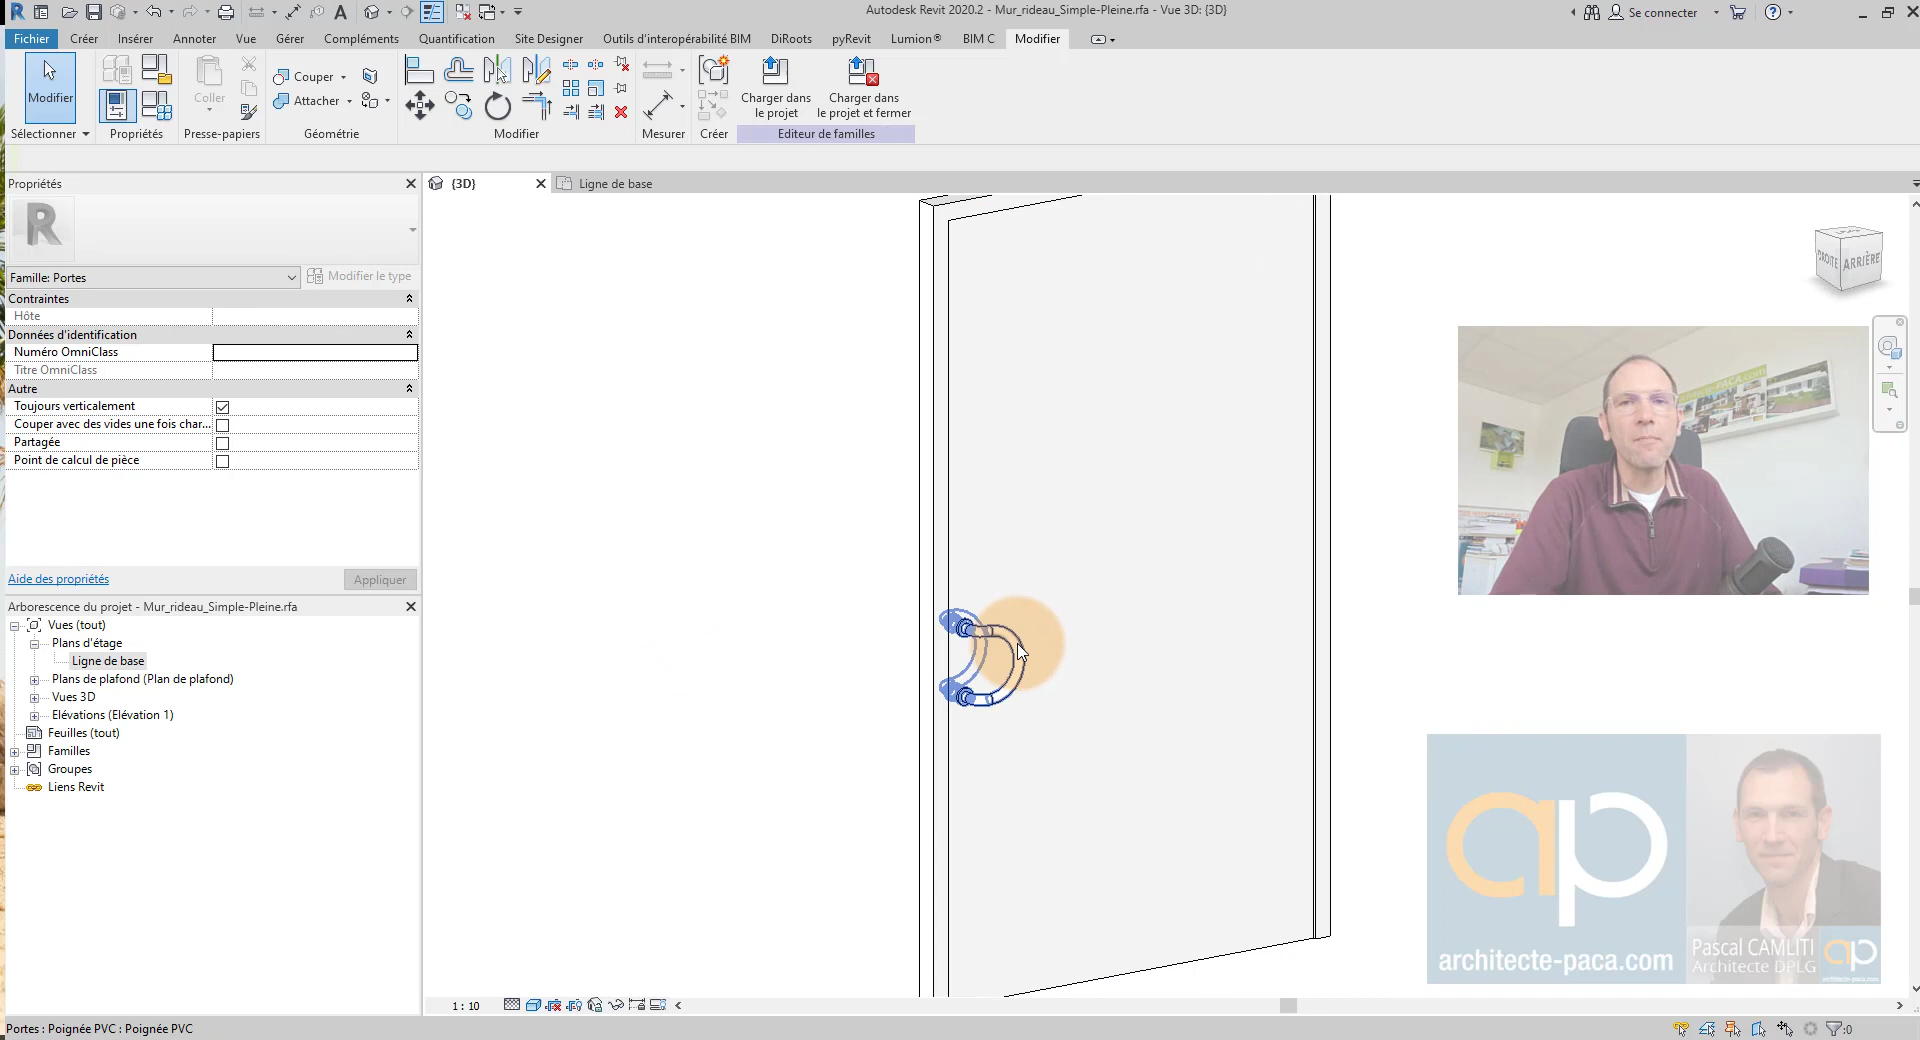 Autodesk Revit 2020.2 - Mur_rideau_Simple-Pleine.rfa - Vue 3D: {3D}
Se connecter
Fichier Créer Insérer Annoter Vue Gérer Compléments Quantification Site Designer Outils d'interopérabilité BIM DiRoots pyRevit Lumion® BIM C Modifier
Modifier
Coller
Couper
Attacher
Charger dans
le projet
Charger dans
le projet et fermer
Sélectionner Propriétés Presse-papiers Géométrie Modifier Mesurer Créer Editeur de familles
Propriétés
{3D}
Ligne de base
R
Famille: Portes
Modifier le type
Contraintes
Hôte
Données d'identification
Numéro OmniClass
Titre OmniClass
Autre
Toujours verticalement
Couper avec des vides une fois char...
Partagée
Point de calcul de pièce
Aide des propriétés
Appliquer
Arborescence du projet - Mur_rideau_Simple-Pleine.rfa
Vues (tout)
Plans d'étage
Ligne de base
Plans de plafond (Plan de plafond)
Vues 3D
Elévations (Elévation 1)
Feuilles (tout)
Familles
Groupes
Liens Revit
DROITE
ARRIÈRE
ap
architecte-paca.com
Pascal CAMLITI
Architecte DPLG
ap
1 : 10
Portes : Poignée PVC : Poignée PVC
:0